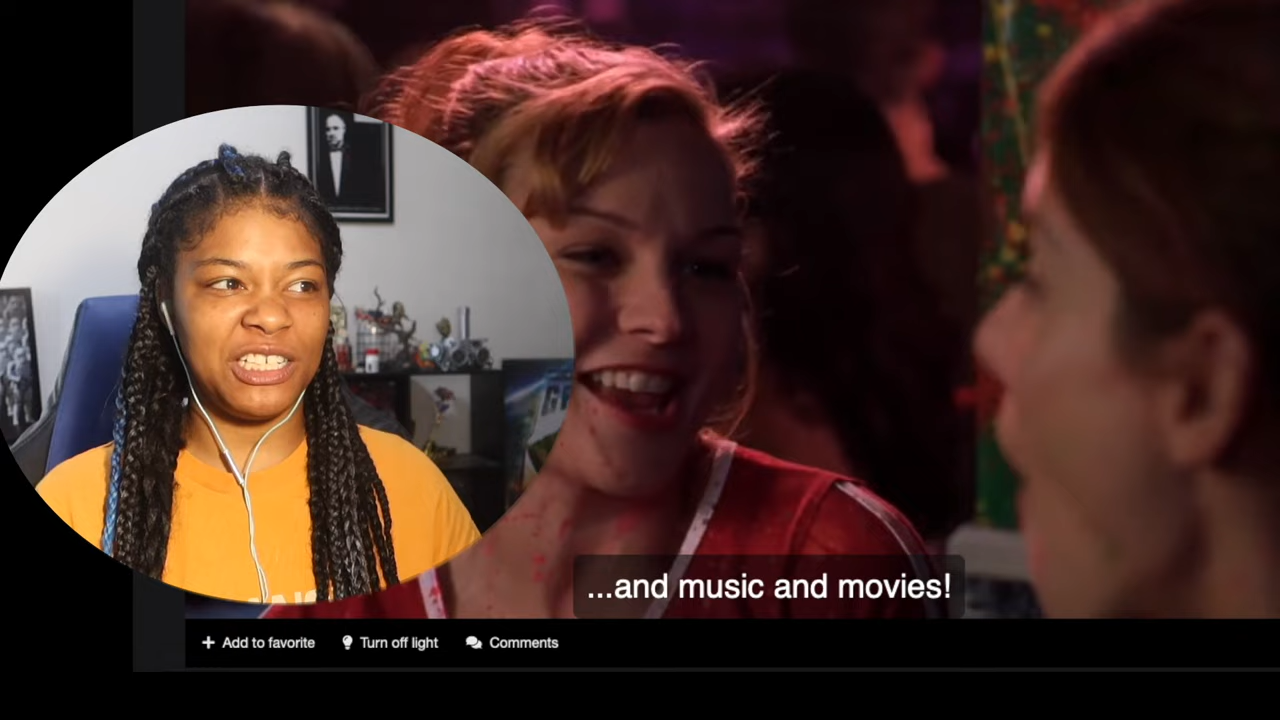 ...and music and movies!
Add to favorite Turn off light Comments